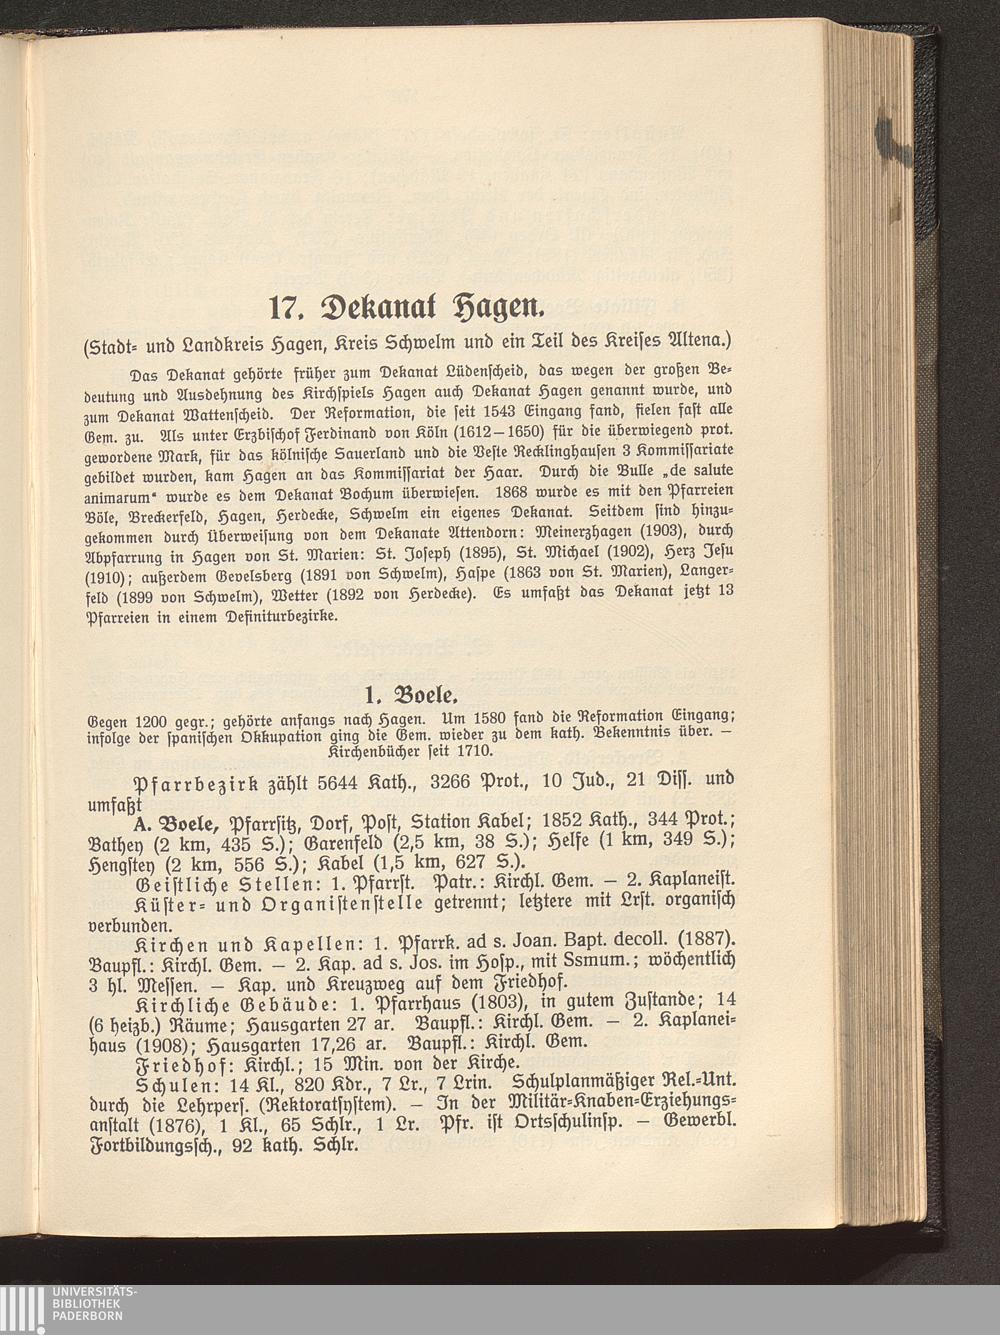 17. Dekanat Hagen.
(Stadt- und Landkreis Hagen, Kreis Schwelm und ein Teil des Kreises Altena.)
Das Dekanat gehörte früher zum Dekanat Lüdenscheid, das wegen der großen Be-
deutung und Ausdehnung des Kirchspiels Hagen auch Dekanat Hagen genannt wurde, und
zum Dekanat Wattenscheid. Der Reformation, die seit 1543 Eingang fand, fielen fast alle
Gem. zu. Als unter Erzbischof Ferdinand von Köln (1612—1650) für die überwiegend prot.
gewordene Mark, für das kölnische Sauerland und die Veste Recklinghausen 3 Kommissariate
gebildet wurden, kam Hagen an das Kommissariat der Haar. Durch die Bulle „de salute
animarum“ wurde es dem Dekanat Bochum überwiesen. 1868 wurde es mit den Pfarreien
Böle, Breckerfeld, Hagen, Herdecke, Schwelm ein eigenes Dekanat. Seitdem sind hinzu-
gekommen durch Überweisung von dem Dekanate Attendorn: Meinerzhagen (1903), durch
Abpfarrung in Hagen von St. Marien: St. Joseph (1895), St. Michael (1902), Herz Jesu
(1910); außerdem Gevelsberg (1891 von Schwelm), Haspe (1863 von St. Marien), Langer-
feld (1899 von Schwelm), Wetter (1892 von Herdecke). Es umfaßt das Dekanat jetzt 13
Pfarreien in einem Definiturbezirke.
1. Boele.
Gegen 1200 gegr.; gehörte anfangs nach Hagen. Um 1580 fand die Reformation Eingang;
infolge der spanischen Okkupation ging die Gem. wieder zu dem kath. Bekenntnis über. —
Kirchenbücher seit 1710.
Pfarrbezirk zählt 5644 Kath., 3266 Prot., 10 Jud., 21 Diss. und
umfaßt
A. Boele, Pfarrsitz, Dorf, Post, Station Kabel; 1852 Kath., 344 Prot.;
Bathey (2 km, 435 S.); Garenfeld (2,5 km, 38 S.); Helfe (1 km, 349 S.);
Hengstey (2 km, 556 S.); Kabel (1,5 km, 627 S.).
Geistliche Stellen: 1. Pfarrst. Patr.: Kirchl. Gem. — 2. Kaplaneist.
Küster- und Organistenstelle getrennt; letztere mit Lrst. organisch
verbunden.
Kirchen und Kapellen: 1. Pfarrk. ad s. Joan. Bapt. decoll. (1887).
Baupfl.: Kirchl. Gem. — 2. Kap. ad s. Jos. im Hosp., mit Ssmum.; wöchentlich
3 hl. Messen. — Kap. und Kreuzweg auf dem Friedhof.
Kirchliche Gebäude: 1. Pfarrhaus (1803), in gutem Zustande; 14
(6 heizb.) Räume; Hausgarten 27 ar. Baupfl.: Kirchl. Gem. — 2. Kaplanei-
haus (1908); Hausgarten 17,26 ar. Baupfl.: Kirchl. Gem.
Friedhof: Kirchl.; 15 Min. von der Kirche.
Schulen: 14 Kl., 820 Kdr., 7 Lr., 7 Lrin. Schulplanmäßiger Rel.-Unt.
durch die Lehrpers. (Rektoratsystem). — In der Militär-Knaben-Erziehungs-
anstalt (1876), 1 Kl., 65 Schlr., 1 Lr. Pfr. ist Ortsschulinsp. — Gewerbl.
Fortbildungssch., 92 kath. Schlr.
UNIVERSITÄTS-
BIBLIOTHEK
PADERBORN